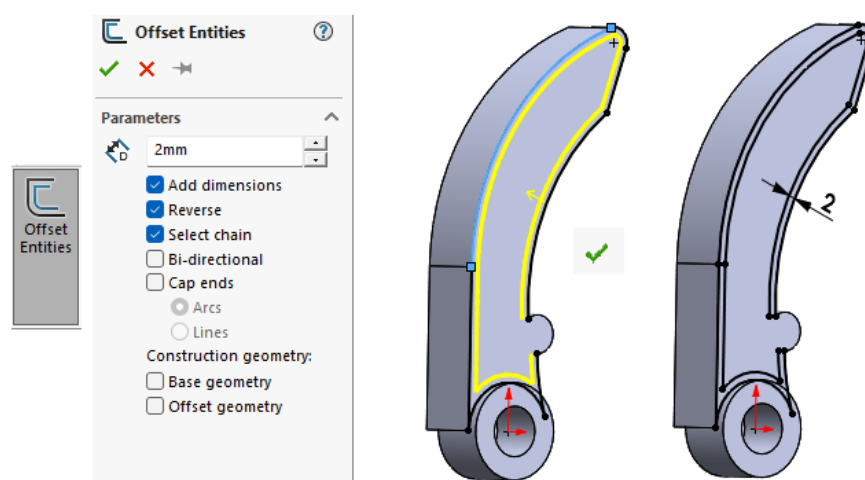 Offset Entities
Parameters
D
2mm
Add dimensions
Reverse
Select chain
Bi-directional
Cap ends
Arcs
Lines
Construction geometry:
Base geometry
Offset geometry
Offset
Entities
2